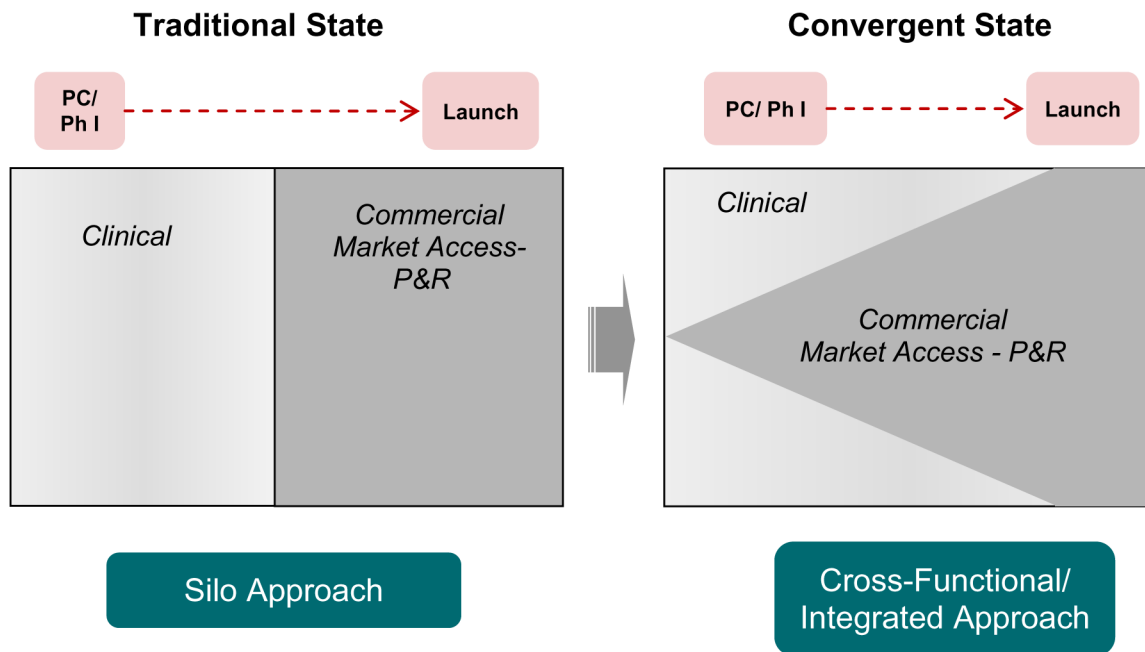 Traditional State
PC/
Ph I
Launch
Clinical
Commercial
Market Access-
P&R
Silo Approach
Convergent State
PC/ Ph I
Launch
Clinical
Commercial
Market Access - P&R
Cross-Functional/
Integrated Approach